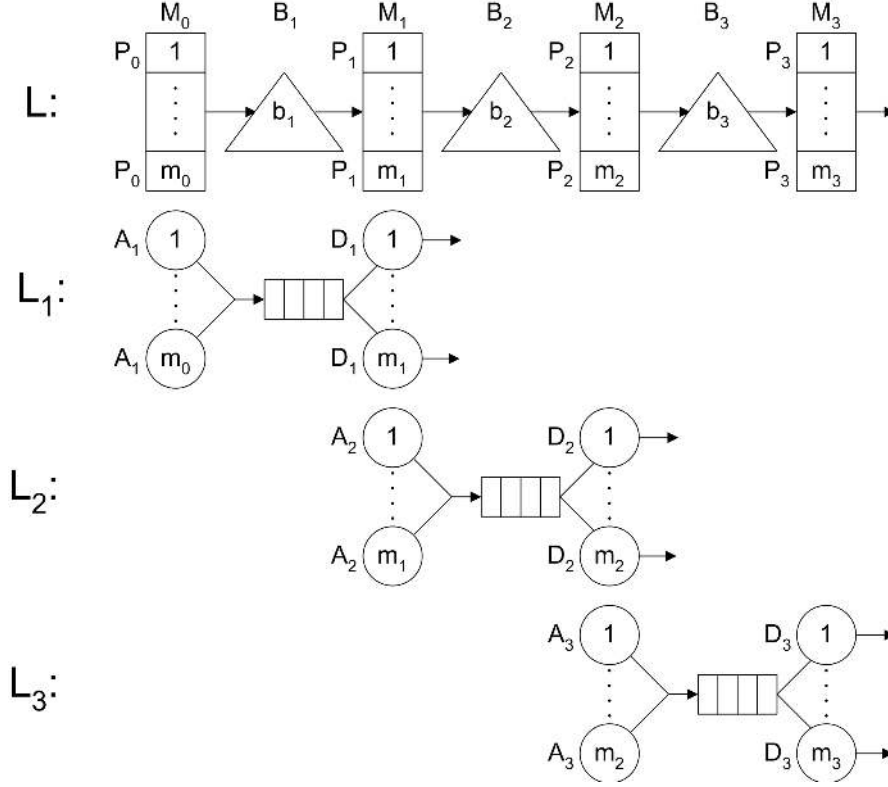 M0 B1 M1 B2 M2 B3 M3
P0 1 P1 1 P2 1 P3 1
L: b1 b2 b3
P0 m0 P1 m1 P2 m2 P3 m3
A1 1 D1 1
L1:
A1 m0 D1 m1
A2 1 D2 1
L2:
A2 m1 D2 m2
A3 1 D3 1
L3:
A3 m2 D3 m3